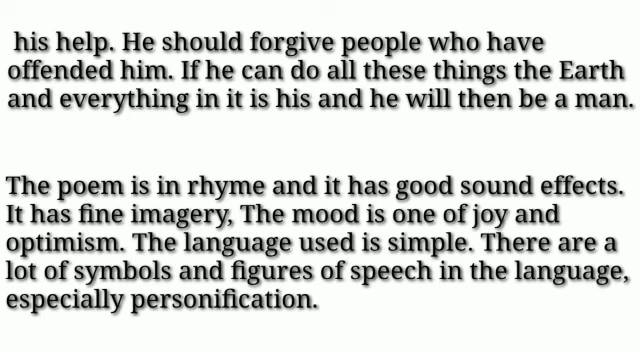 his help. He should forgive people who have
offended him. If he can do all these things the Earth
and everything in it is his and he will then be a man.
The poem is in rhyme and it has good sound effects.
It has fine imagery, The mood is one of joy and
optimism. The language used is simple. There are a
lot of symbols and figures of speech in the language,
especially personification.